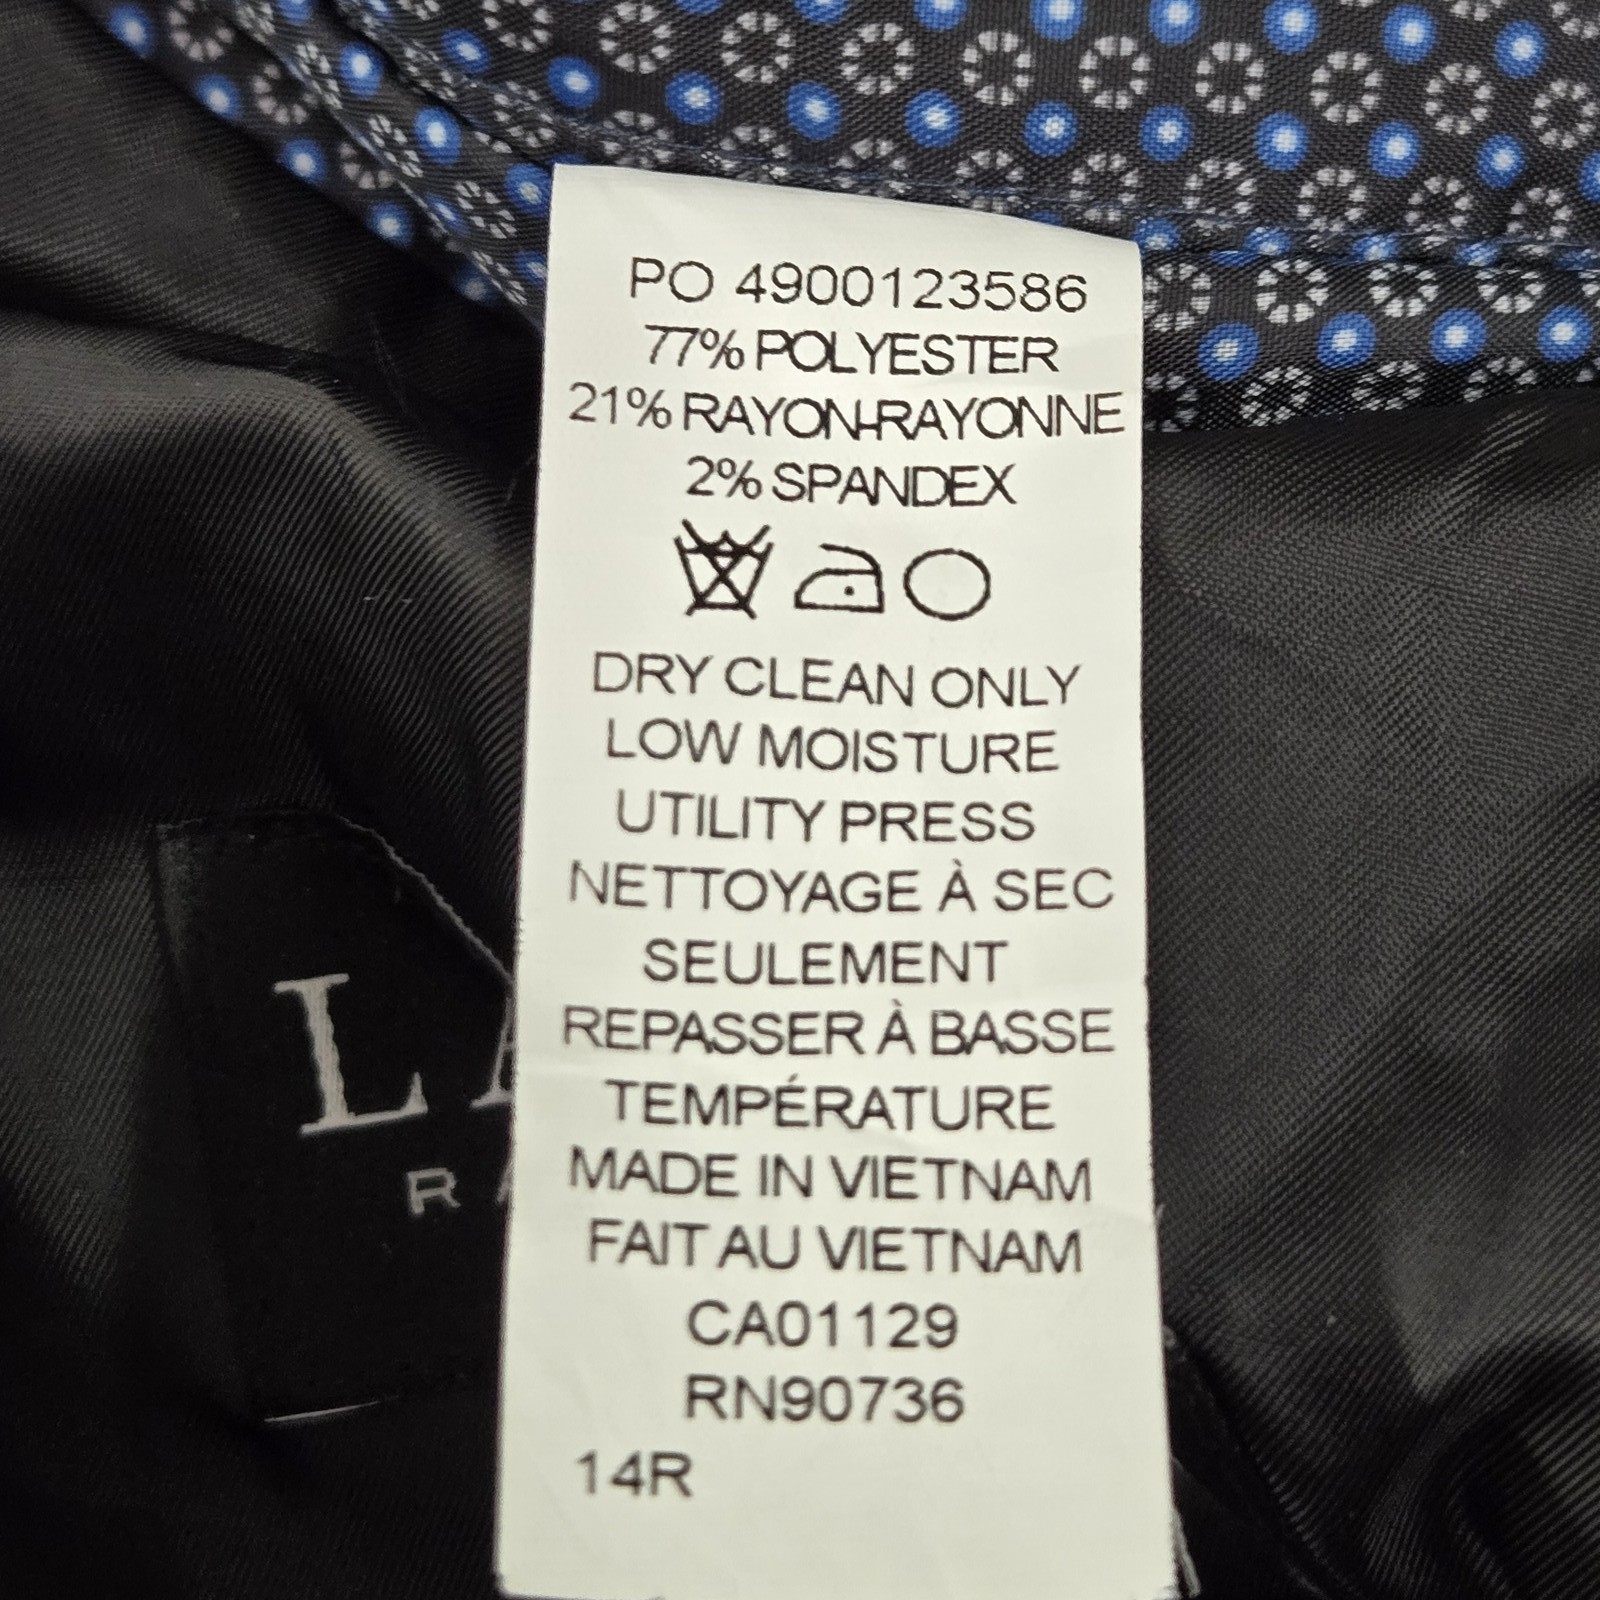 PO 4900123586
77% POLYESTER
21% RAYON-RAYONNE
2% SPANDEX
DRY CLEAN ONLY
LOW MOISTURE
UTILITY PRESS
NETTOYAGE À SEC
SEULEMENT
REPASSER À BASSE
TEMPÉRATURE
MADE IN VIETNAM
FAIT AU VIETNAM
CA01129
RN90736
14R